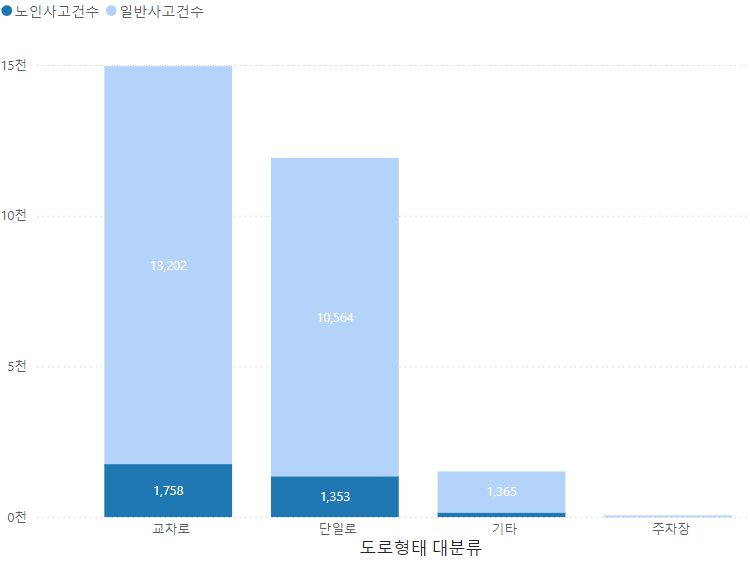 노인사고건수 일반사고건수
15천
10천
5천
0천
13,202
10,564
1,365
1,758
1,353
교차로 단일로 기타 주차장
도로형태 대분류